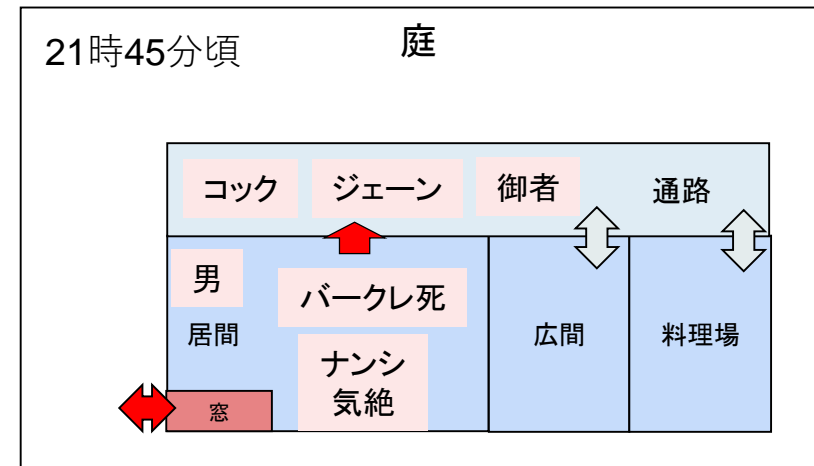 21時45分頃
庭
コック
ジェーン
御者
通路
男
バークレ死
居間
広間
料理場
ナンシ
気絶
窓